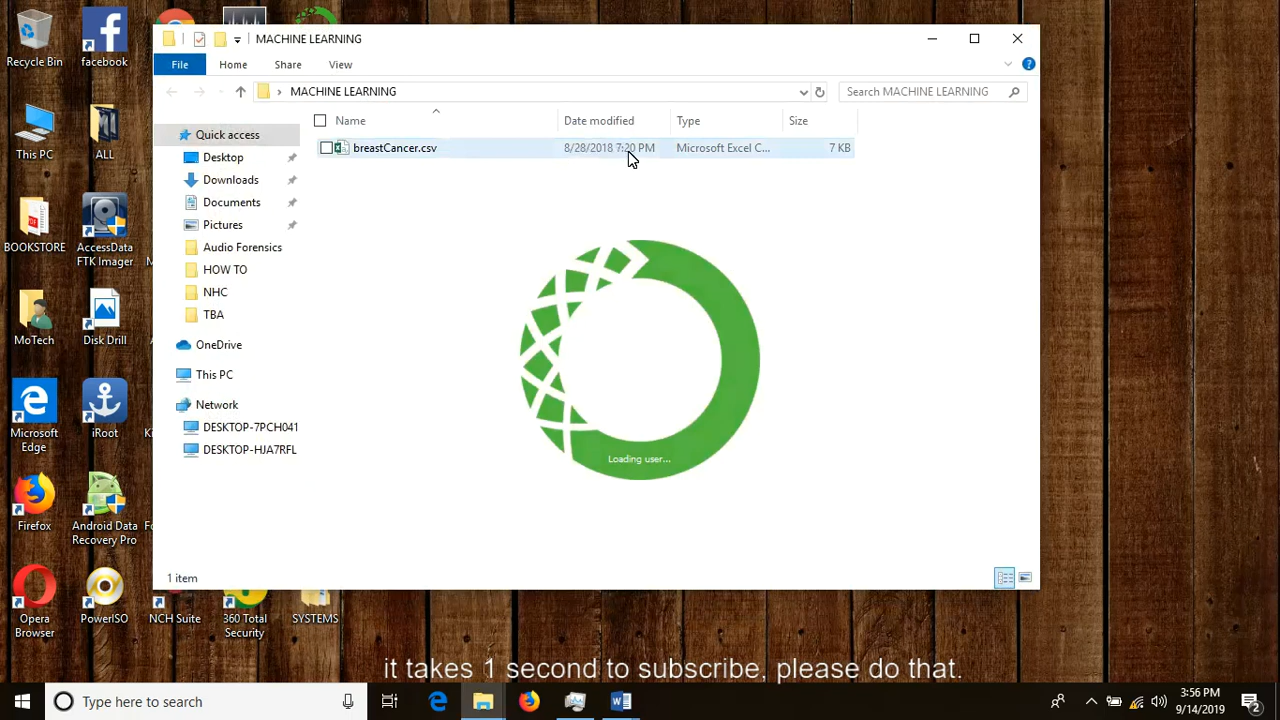 Recycle Bin
facebook
This PC
ALL
BOOKSTORE
AccessData
FTK Imager
MoTech
Disk Drill
Microsoft
Edge
iRoot
Firefox
Android Data
Recovery Pro
Opera
Browser
PowerISO
NCH Suite
360 Total
Security
SYSTEMS
MACHINE LEARNING
File
Home
Share
View
MACHINE LEARNING
Search MACHINE LEARNING
Name
Date modified
Type
Size
breastCancer.csv
8/28/2018 7:20 PM
Microsoft Excel C...
7 KB
Quick access
Desktop
Downloads
Documents
Pictures
Audio Forensics
HOW TO
NHC
TBA
OneDrive
This PC
Network
DESKTOP-7PCH041
DESKTOP-HJA7RFL
Loading user...
1 item
it takes 1 second to subscribe, please do that.
Type here to search
3:56 PM
9/14/2019
2